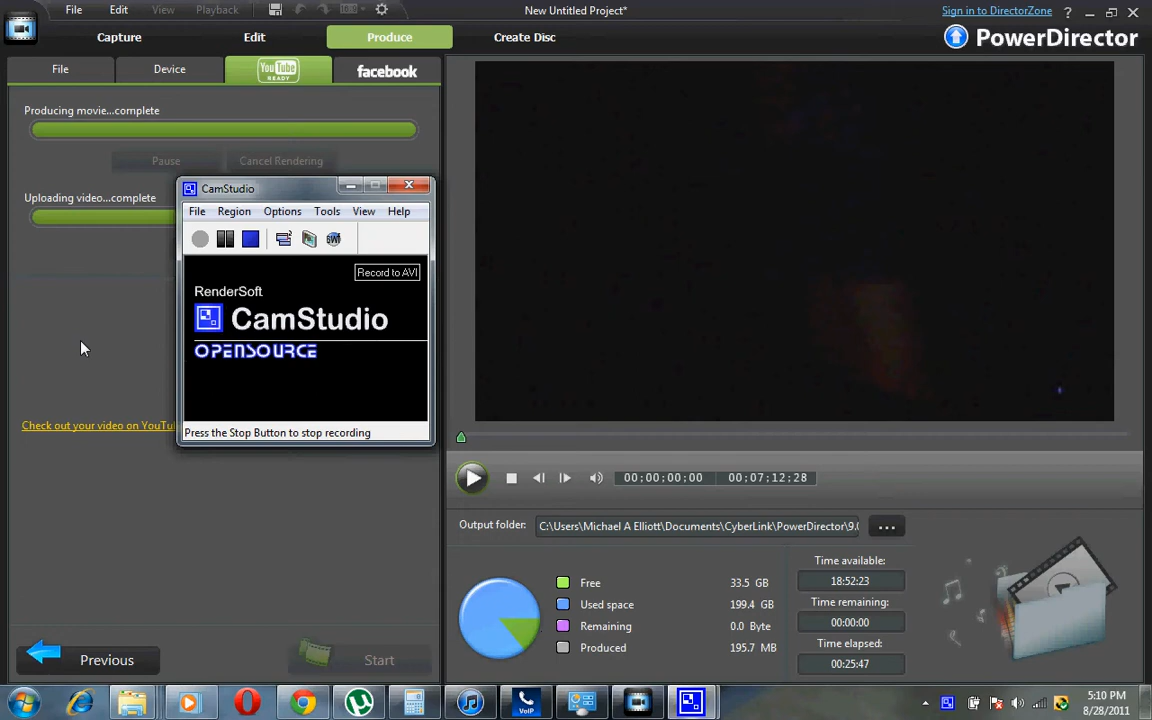 File Edit View Playback New Untitled Project* Sign in to DirectorZone ?
Capture Edit Produce Create Disc PowerDirector
File Device YouTube READY facebook
Producing movie...complete
Pause Cancel Rendering
Uploading video...complete
CamStudio
File Region Options Tools View Help
SWF
Record to AVI
RenderSoft
CamStudio
OPENSOURCE
Press the Stop Button to stop recording
Check out your video on YouTu
00;00;00;00 00;07;12;28
Output folder: C:\Users\Michael A Elliott\Documents\CyberLink\PowerDirector\9.0 ...
Free 33.5 GB
Used space 199.4 GB
Remaining 0.0 Byte
Produced 195.7 MB
Time available:
18:52:23
Time remaining:
00:00:00
Time elapsed:
00:25:47
Previous Start
VoIP
5:10 PM
8/28/2011